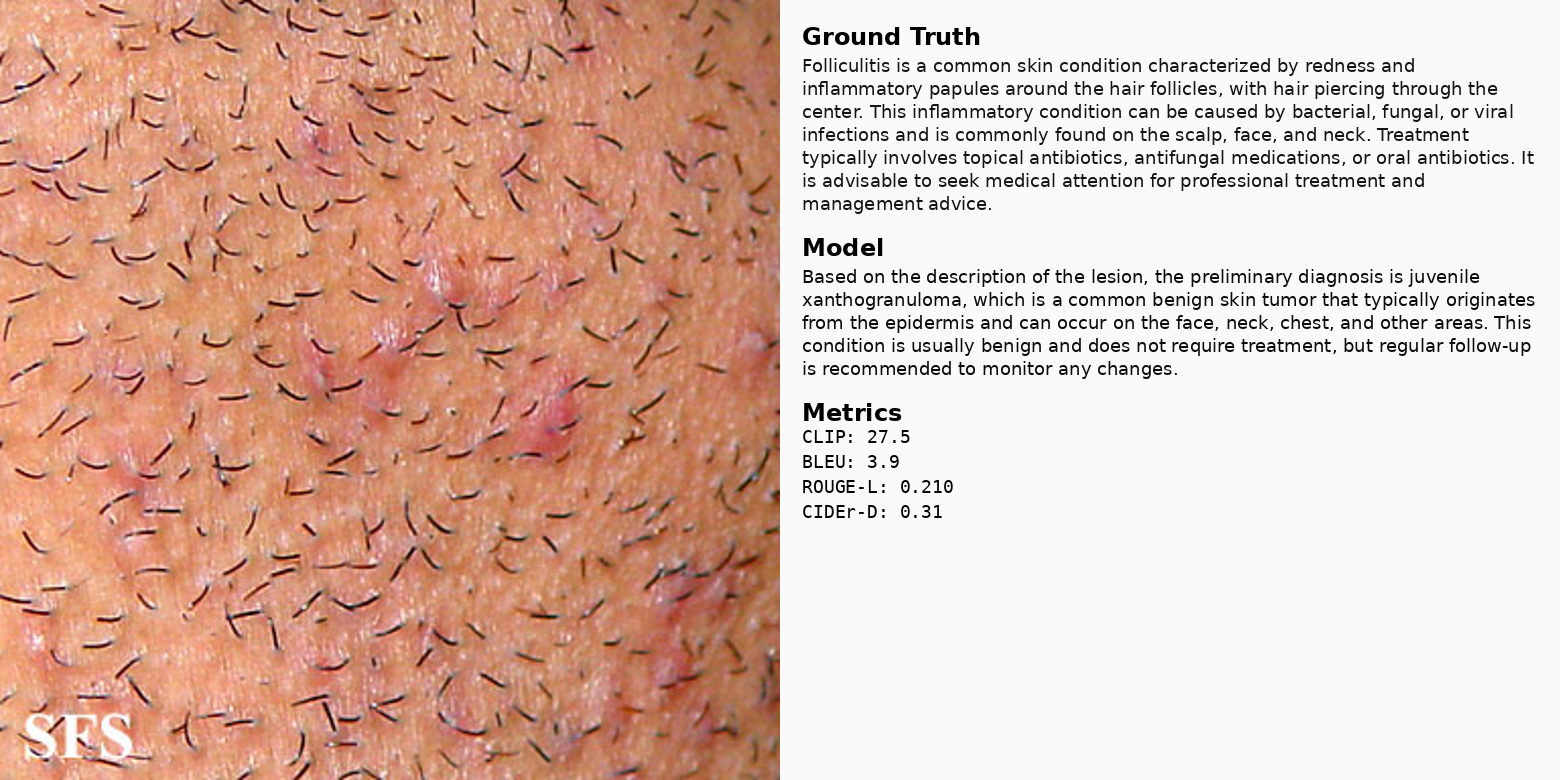 Ground Truth
Folliculitis is a common skin condition characterized by redness and
inflammatory papules around the hair follicles, with hair piercing through the
center. This inflammatory condition can be caused by bacterial, fungal, or viral
infections and is commonly found on the scalp, face, and neck. Treatment
typically involves topical antibiotics, antifungal medications, or oral antibiotics. It
is advisable to seek medical attention for professional treatment and
management advice.
Model
Based on the description of the lesion, the preliminary diagnosis is juvenile
xanthogranuloma, which is a common benign skin tumor that typically originates
from the epidermis and can occur on the face, neck, chest, and other areas. This
condition is usually benign and does not require treatment, but regular follow-up
is recommended to monitor any changes.
Metrics
CLIP: 27.5
BLEU: 3.9
ROUGE-L: 0.210
CIDEr-D: 0.31
SFS